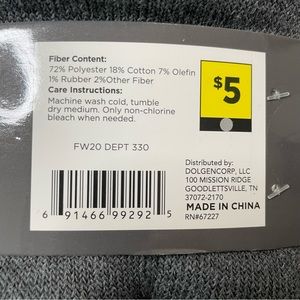 Fiber Content:
72% Polyester 18% Cotton 7% Olefin
1% Rubber 2%Other Fiber
Care Instructions:
Machine wash cold, tumble
dry medium. Only non-chlorine
bleach when needed.
$5
FW20 DEPT 330
Distributed by:
DOLGENCORP, LLC
100 MISSION RIDGE
GOODLETTSVILLE, TN
37072-2170
MADE IN CHINA
RN#67227
6 91466 99292 5